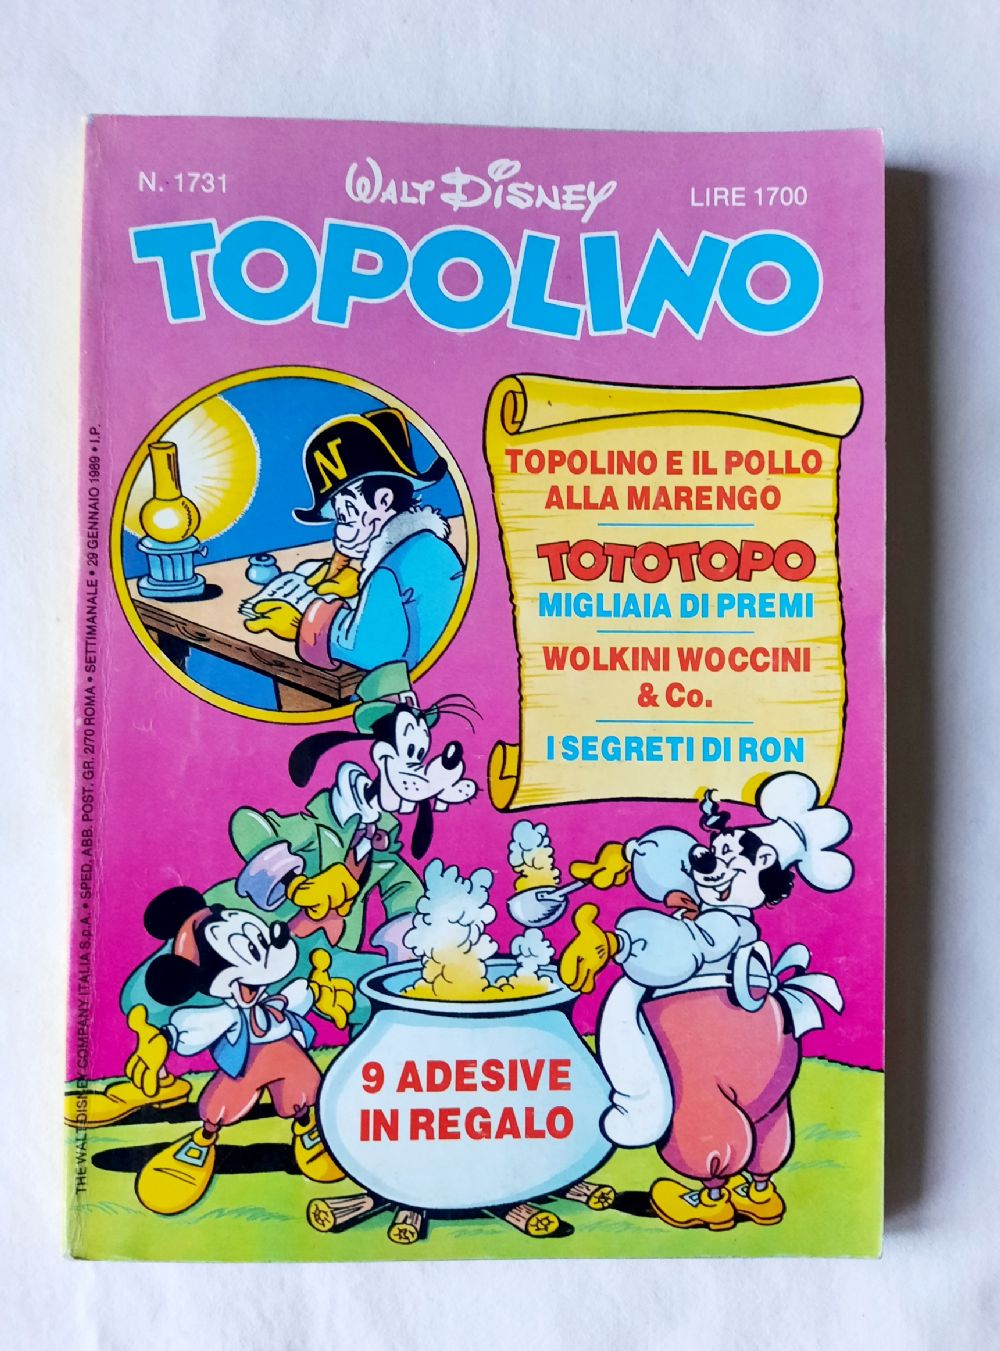 N. 1731
WALT DISNEY
LIRE 1700
TOPOLINO
N
TOPOLINO E IL POLLO
ALLA MARENGO
TOTOTOPO
MIGLIAIA DI PREMI
WOLKINI WOCCINI
& Co.
I SEGRETI DI RON
9 ADESIVE
IN REGALO
THE WALT DISNEY COMPANY ITALIA S.p.A. • SPED. ABB. POST. GR. 2/70 ROMA • SETTIMANALE • 29 GENNAIO 1989 • I.P.